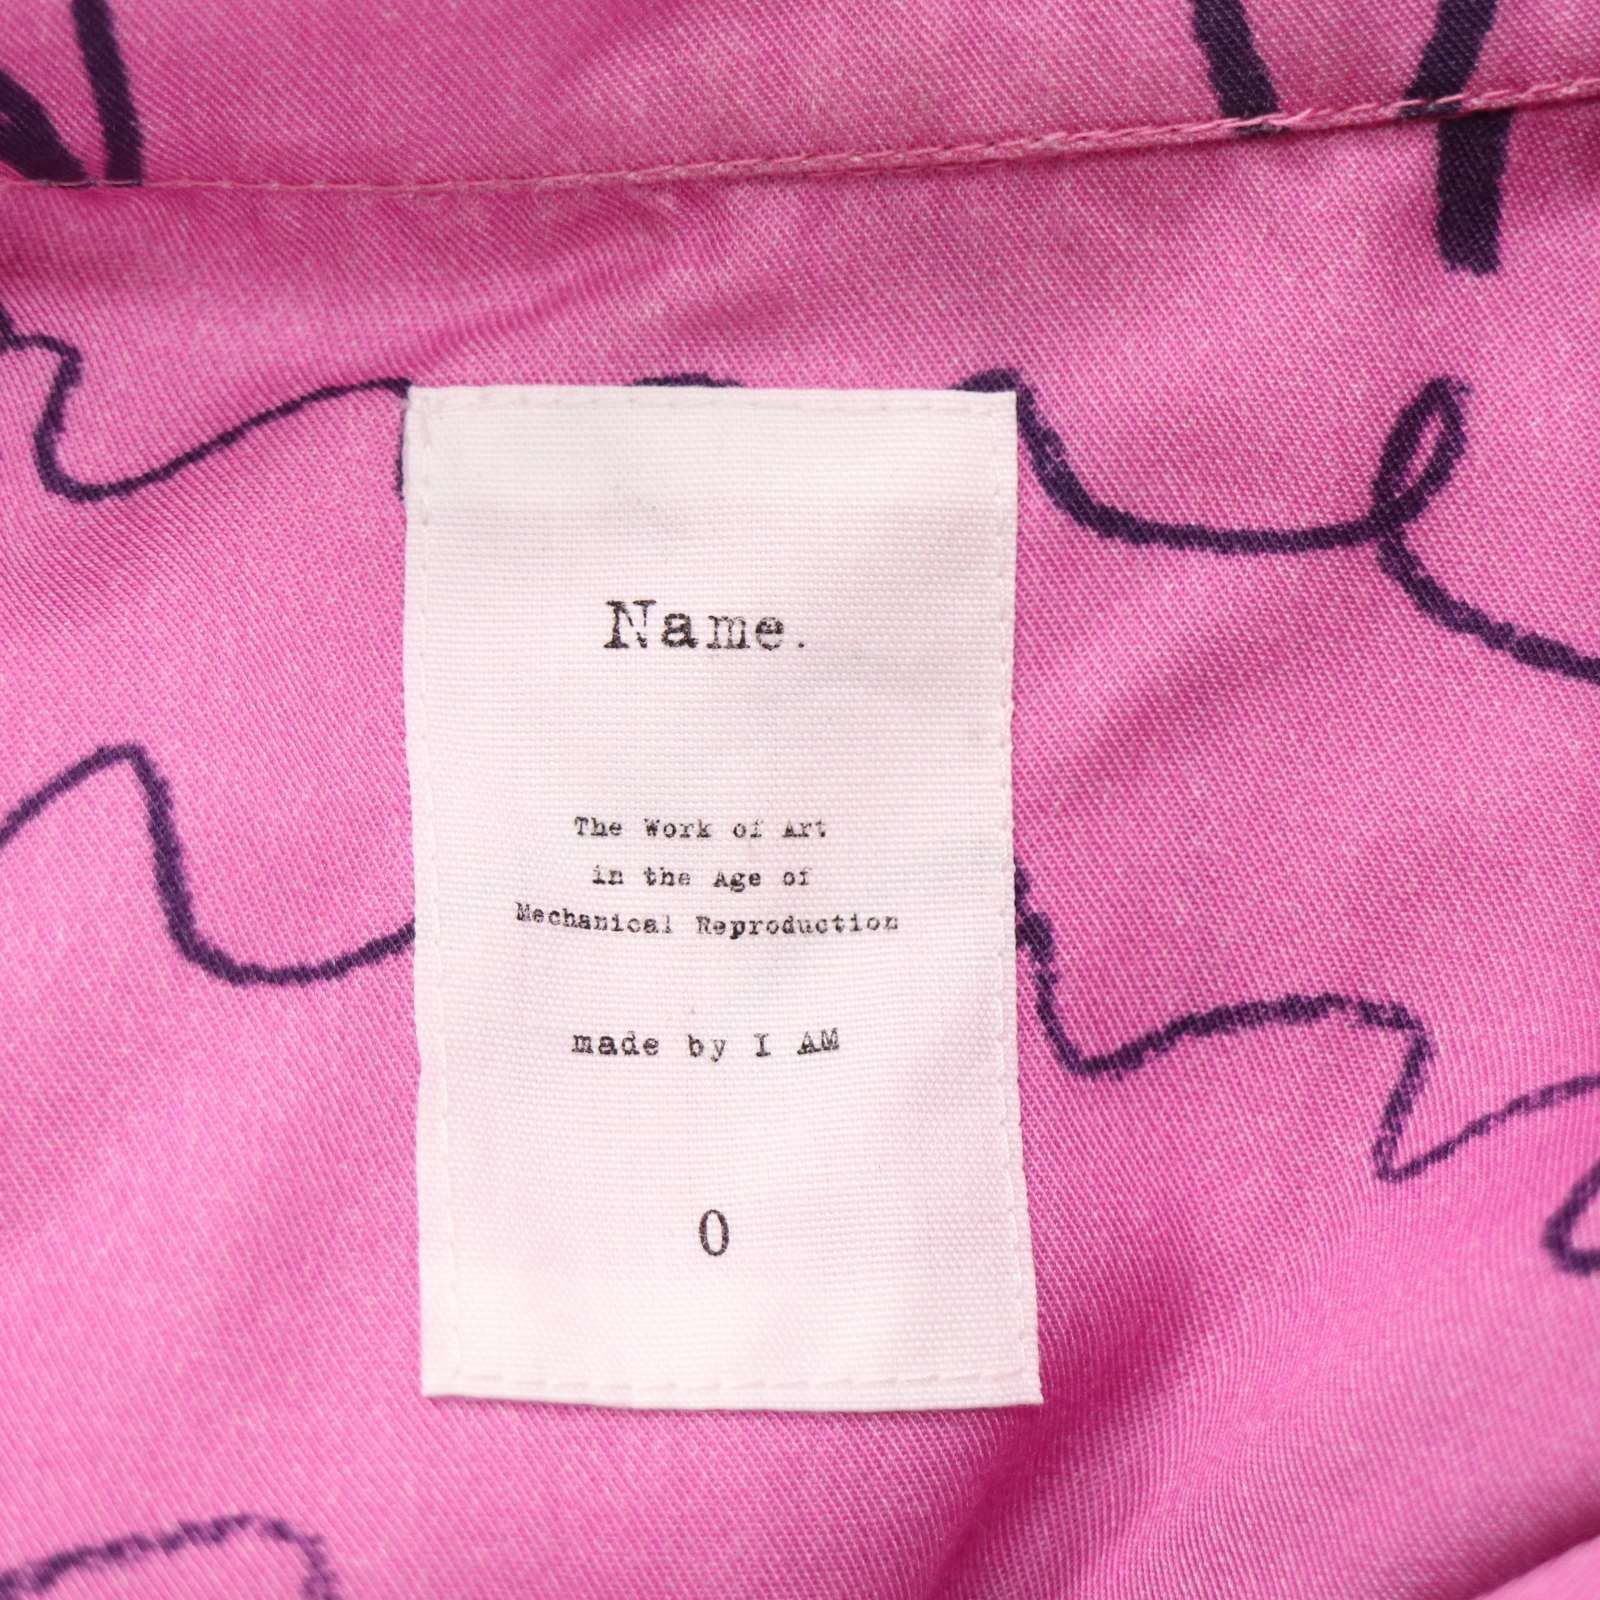 Name.
The Work of Art
in the Age of
Mechanical Reproduction
made by I AM
0